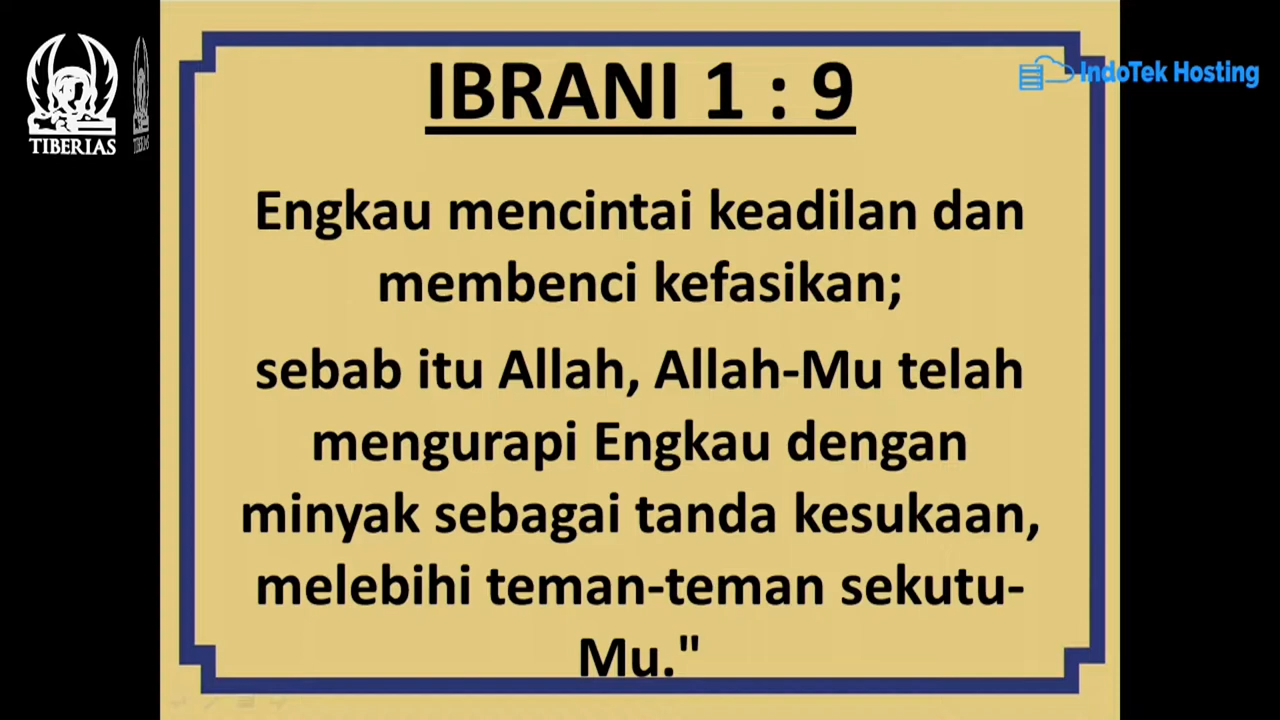 IBRANI 1 : 9
IndoTek Hosting
TIBERIAS
TIBERIAS
Engkau mencintai keadilan dan
membenci kefasikan;
sebab itu Allah, Allah-Mu telah
mengurapi Engkau dengan
minyak sebagai tanda kesukaan,
melebihi teman-teman sekutu-
Mu."